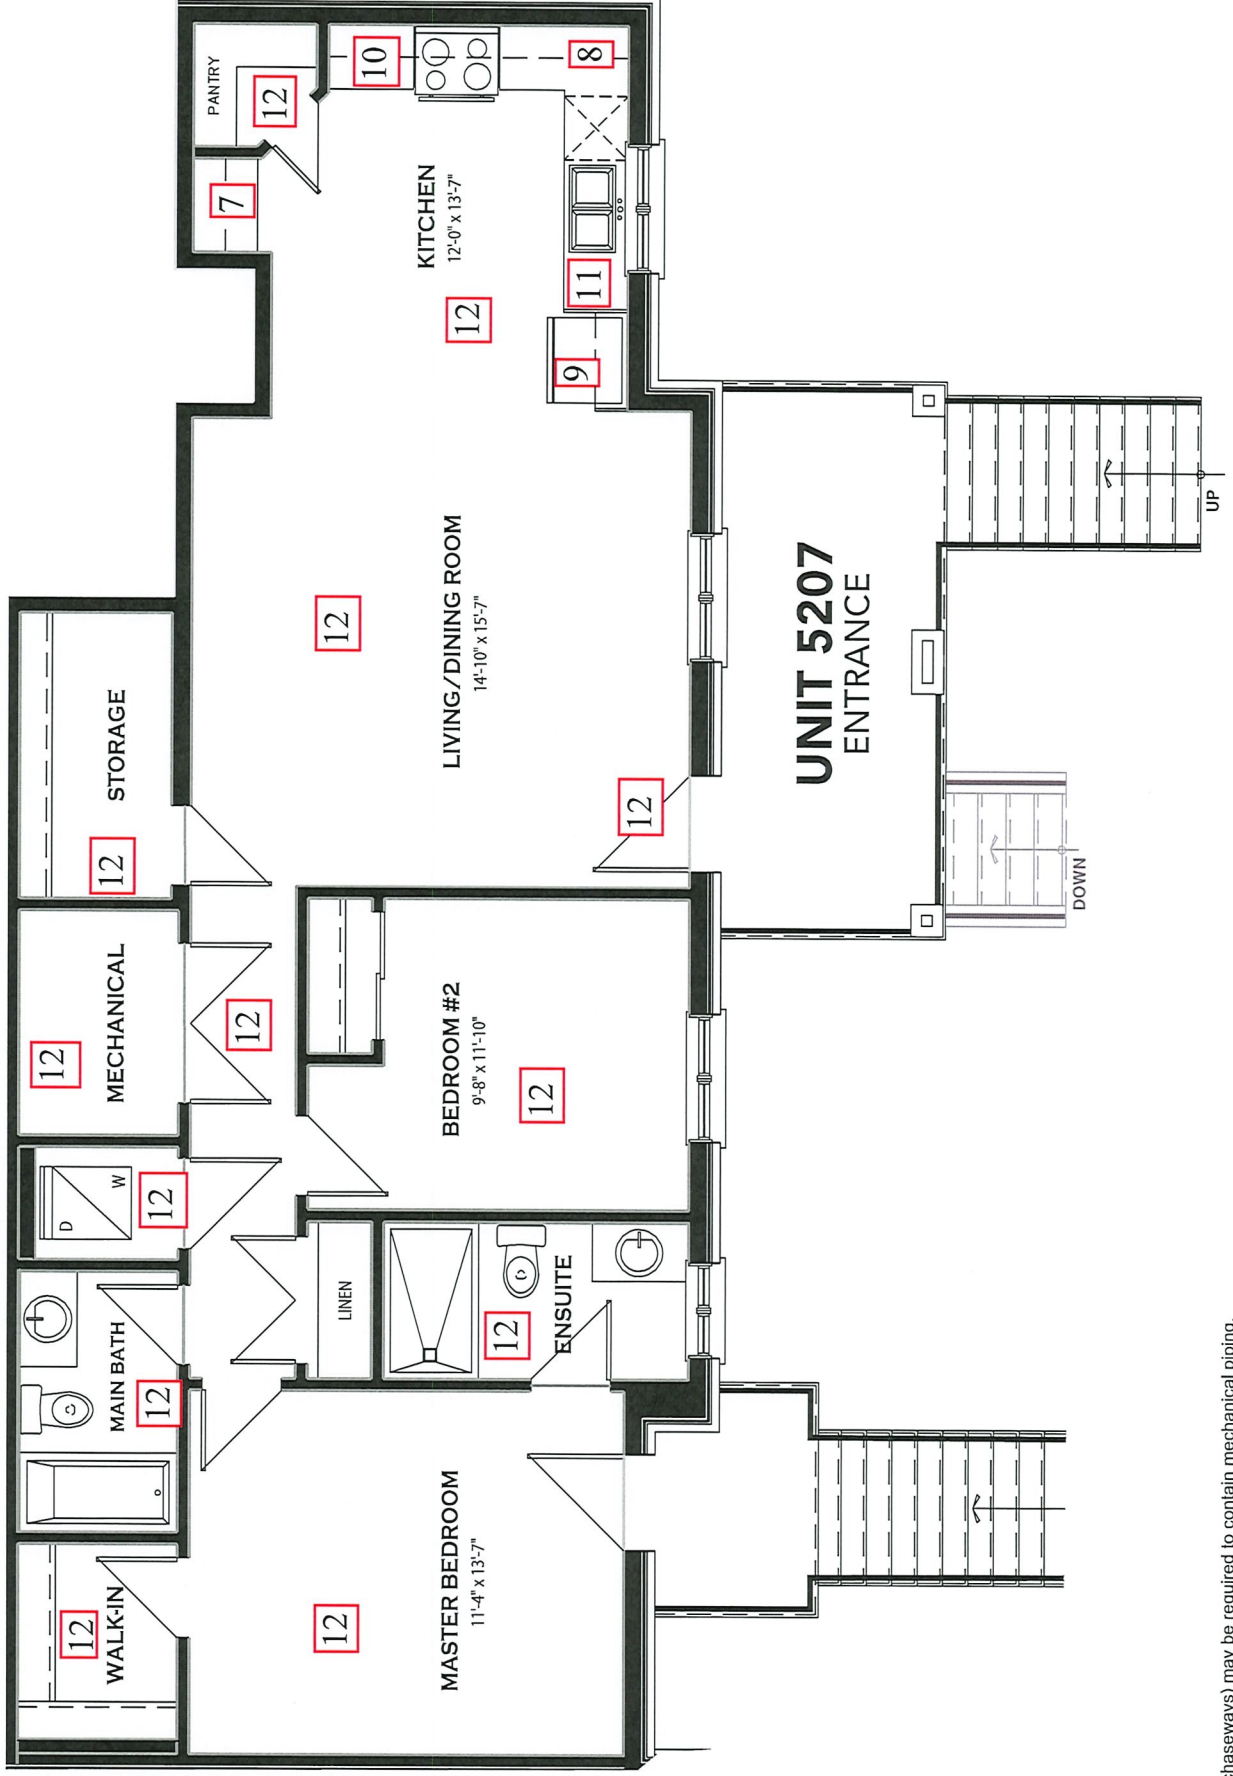 12
WALK-IN
MAIN BATH
12
D
W
12
12
MECHANICAL
12
STORAGE
12
PANTRY
12
7
12
LINEN
12
10
MASTER BEDROOM
11'-4" x 13'-7"
ENSUITE
12
BEDROOM #2
9'-8" x 11'-10"
12
LIVING/DINING ROOM
14'-10" x 15'-7"
12
KITCHEN
12'-0" x 13'-7"
12
9
11
8
UNIT 5207
ENTRANCE
DOWN
UP
chaseways) may be required to contain mechanical piping.